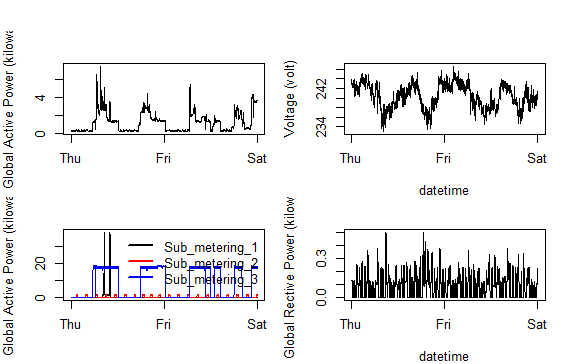 Global Active Power (kilowa
4
0
Thu
Fri
Sat
Voltage (volt)
242
234
Thu
Fri
Sat
datetime
Global Active Power (kilowa
20
0
Sub_metering_1
Sub_metering_2
Sub_metering_3
Thu
Fri
Sat
Global Rective Power (kilow
0.3
0.0
Thu
Fri
Sat
datetime